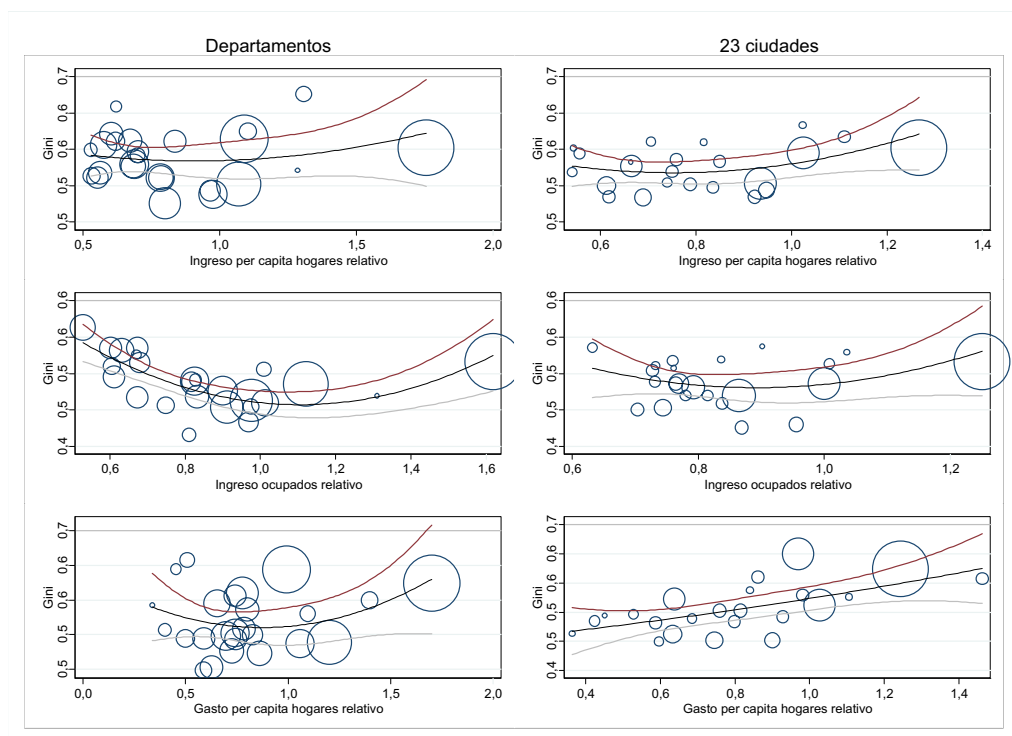 Departamentos
23 ciudades
0,7
0,6
0,6
0,5
0,5
Gini
0,5 1,0 1,5 2,0
Ingreso per capita hogares relativo
0,7
0,6
0,6
0,5
0,5
Gini
0,6 0,8 1,0 1,2 1,4
Ingreso per capita hogares relativo
0,6
0,6
0,5
0,5
0,4
Gini
0,6 0,8 1,0 1,2 1,4 1,6
Ingreso ocupados relativo
0,6
0,6
0,5
0,5
0,4
Gini
0,6 0,8 1,0 1,2
Ingreso ocupados relativo
0,7
0,6
0,6
0,5
0,5
Gini
0,0 0,5 1,0 1,5 2,0
Gasto per capita hogares relativo
0,7
0,6
0,6
0,5
0,5
0,4
Gini
0,4 0,6 0,8 1,0 1,2 1,4
Gasto per capita hogares relativo